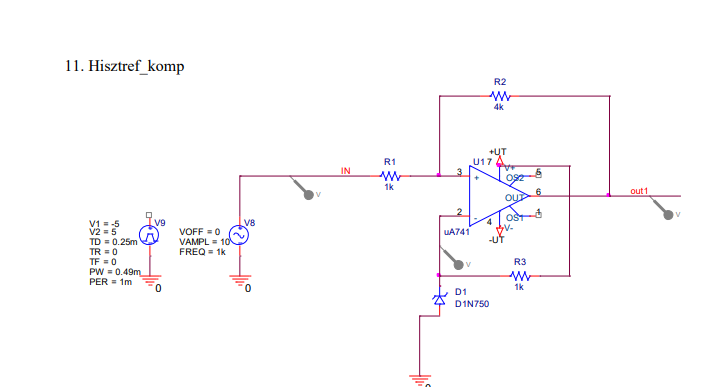 11. Hisztref_komp
R2
4k
+UT
R1
U17
V+
IN
3
5
+
OS2
1k
6
OUT
out1
V
2
4
1
-
OS1
V-
uA741
-UT
V1 = -5
V2 = 5
TD = 0.25m
TR = 0
TF = 0
PW = 0.49m
PER = 1m
V9
0
VOFF = 0
VAMPL = 10
FREQ = 1k
V8
0
V
V
R3
1k
D1
D1N750
0